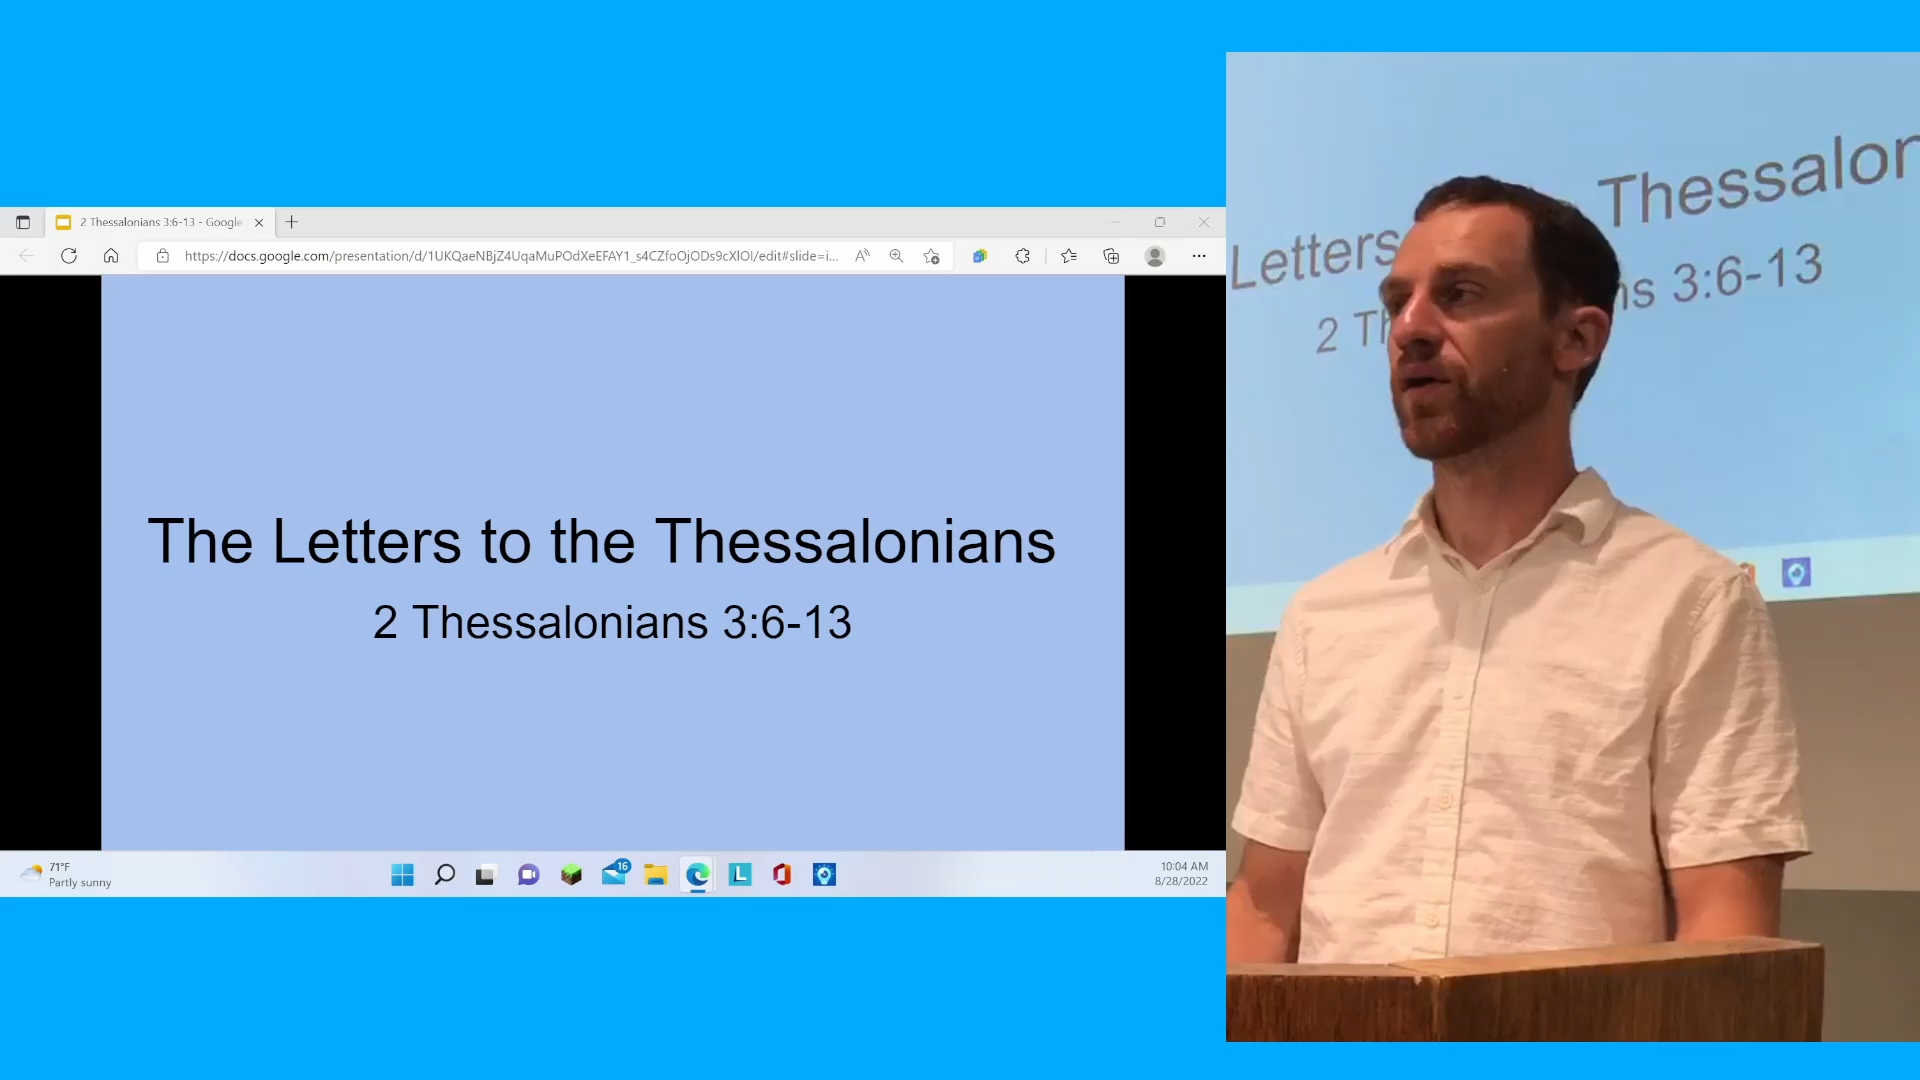 2 Thessalonians 3:6-13 - Google
https://docs.google.com/presentation/d/1UKQaeNBjZ4UqaMuPOdXeEFAY1_s4CZfoOjODs9cXlOI/edit#slide=i...
The Letters to the Thessalonians
2 Thessalonians 3:6-13
71°F
Partly sunny
16
L
10:04 AM
8/28/2022
Letters Thessalon
2 Th ns 3:6-13